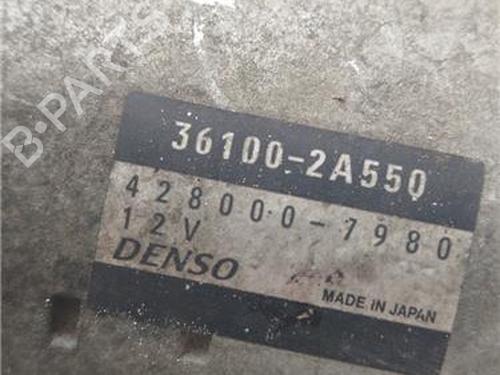 B-PARTS
36100-2A550
428000-7980
12V
DENSO
MADE IN JAPAN